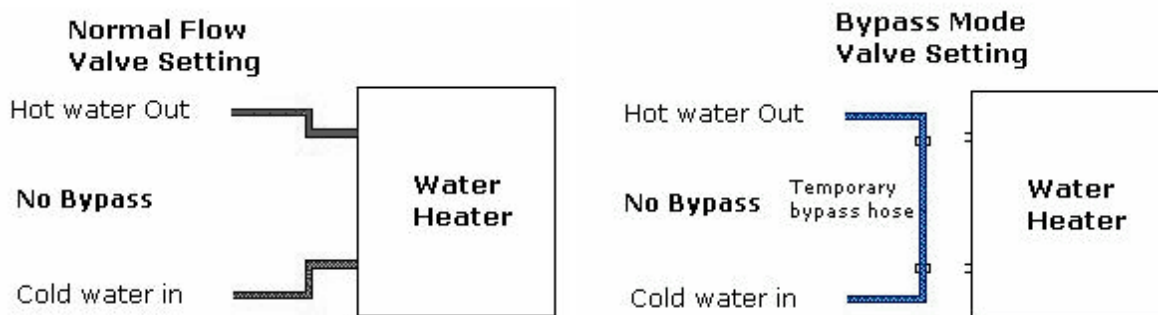 Normal Flow
Valve Setting
Hot water Out
No Bypass
Cold water in
Water
Heater
Bypass Mode
Valve Setting
Hot water Out
No Bypass
Temporary
bypass hose
Cold water in
Water
Heater